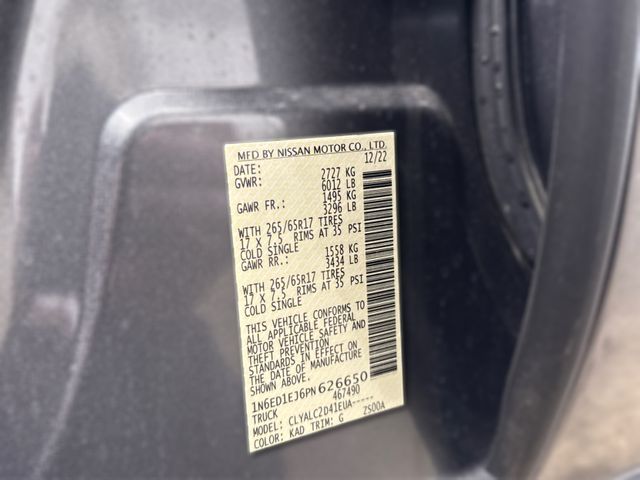 MFD BY NISSAN MOTOR CO., LTD.
DATE: 12/22
GVWR: 2727 KG
6012 LB
GAWR FR.: 1495 KG
3296 LB
WITH 265/65R17 TIRES
17 X 7.5 RIMS AT 35 PSI
COLD SINGLE
GAWR RR.: 1558 KG
3434 LB
WITH 265/65R17 TIRES
17 X 7.5 RIMS AT 35 PSI
COLD SINGLE
THIS VEHICLE CONFORMS TO
ALL APPLICABLE FEDERAL
MOTOR VEHICLE SAFETY AND
THEFT PREVENTION
STANDARDS IN EFFECT ON
THE DATE OF MANUFACTURE
SHOWN ABOVE.
1N6ED1EJ6PN626650
TRUCK 467490
MODEL: CLYALC2D41EUA-----
COLOR: KAD TRIM: G ZS00A